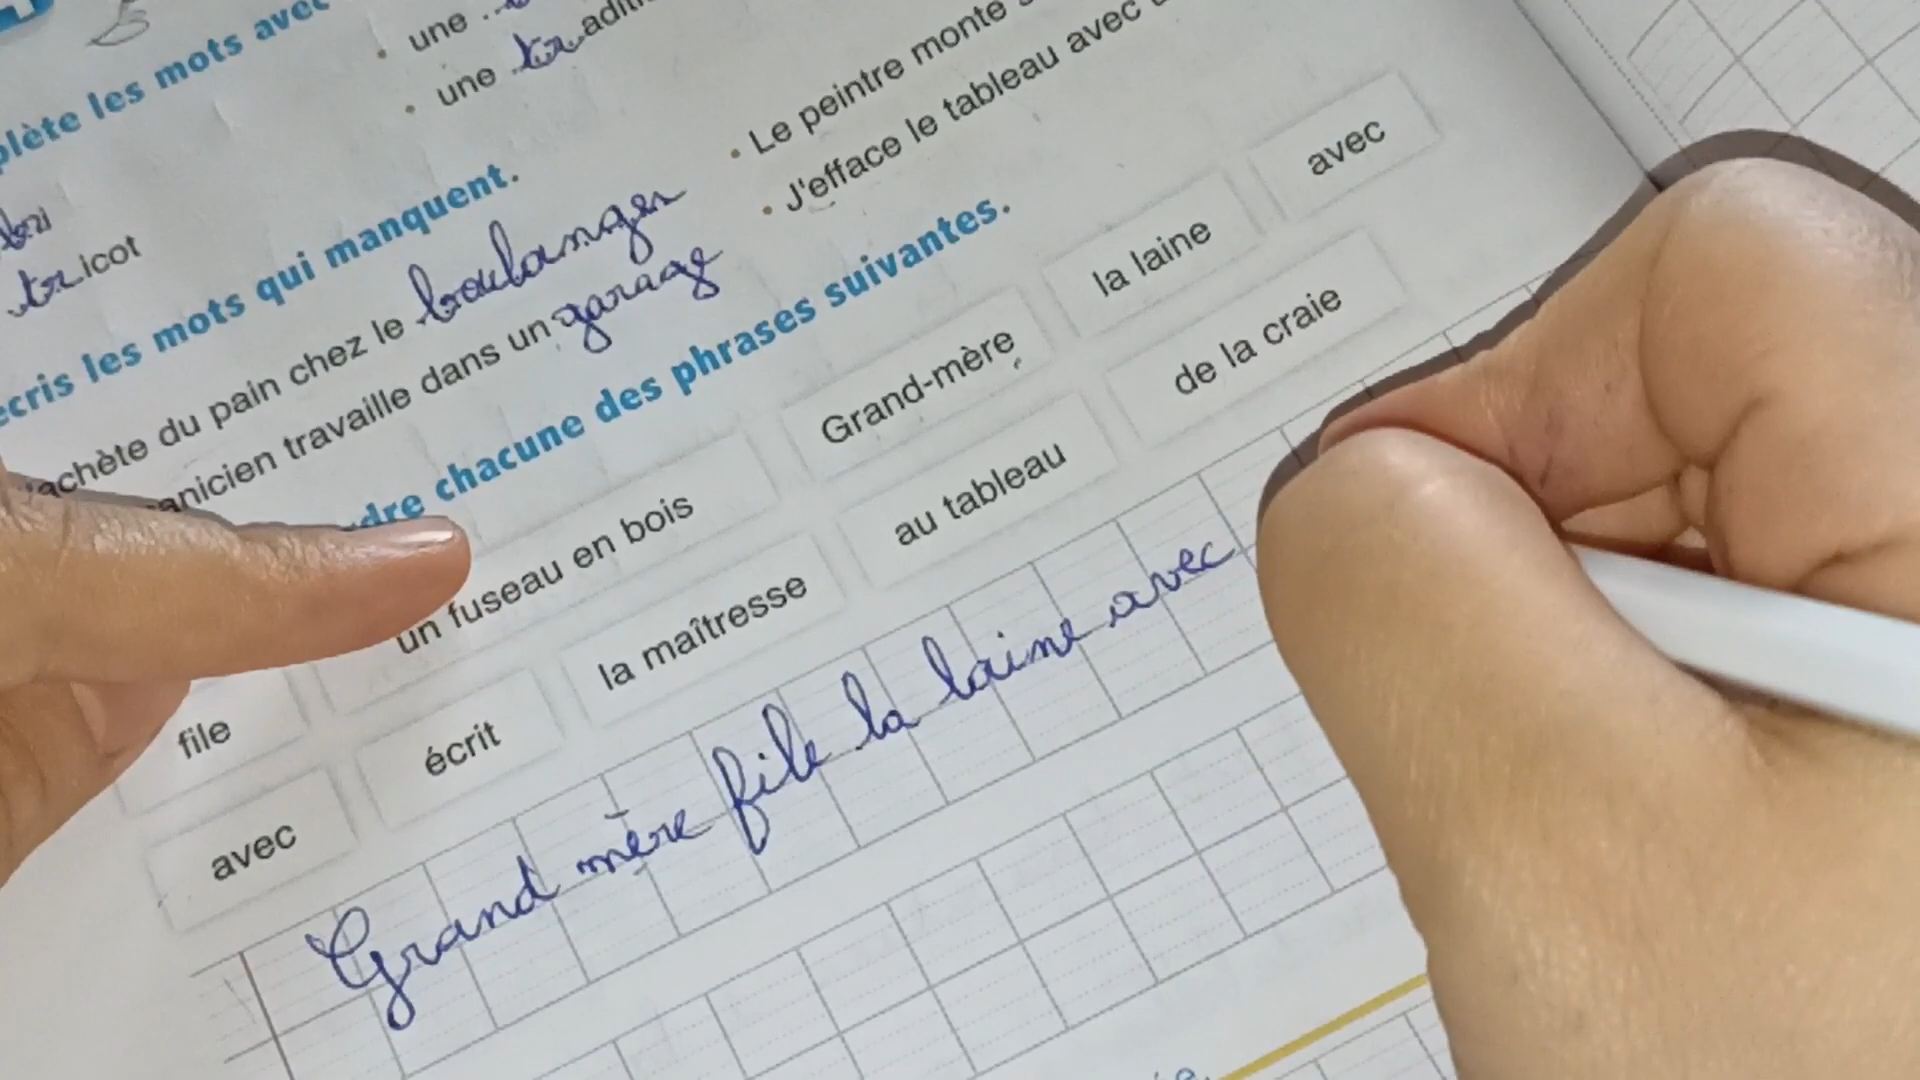 plète les mots avec
une
une tradit
tricot
écris les mots qui manquent.
achète du pain chez le boulanger
anicien travaille dans un garage
Le peintre monte
J'efface le tableau avec
dre chacune des phrases suivantes.
file
un fuseau en bois
Grand-mère
la laine
avec
avec
écrit
la maîtresse
au tableau
de la craie
Grand mère file la laine avec